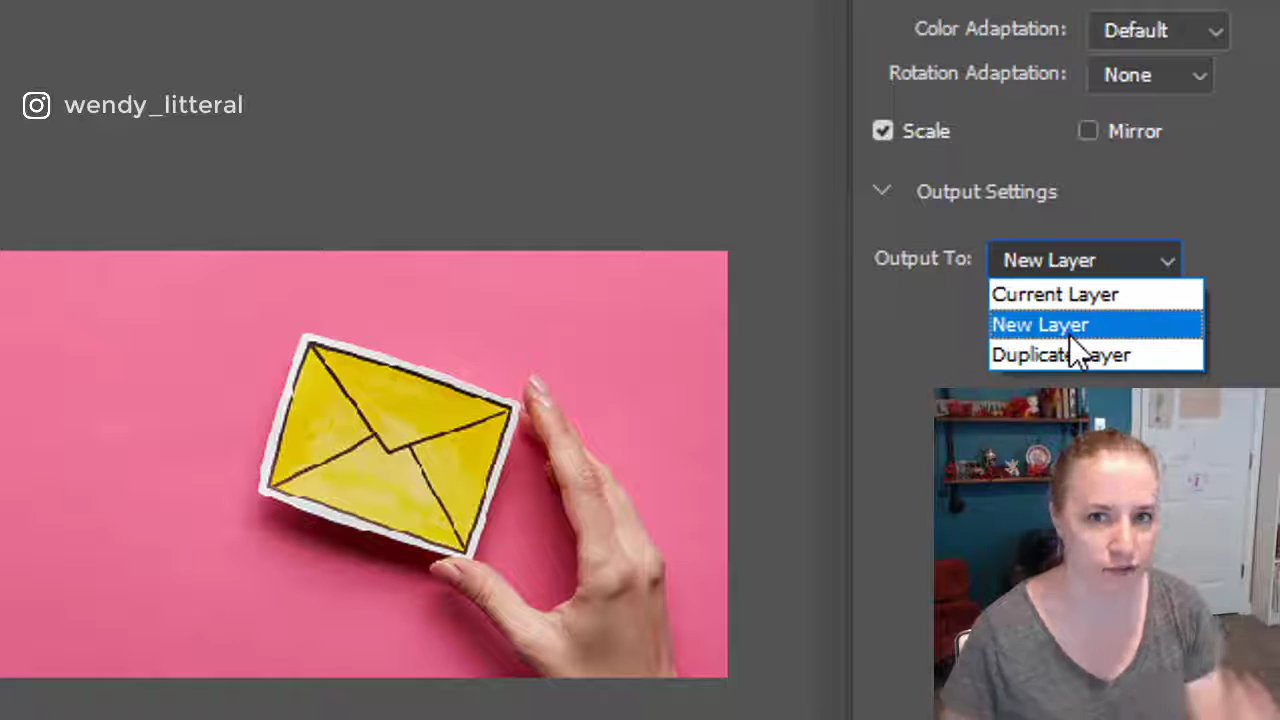 Color Adaptation: Default
wendy_litteral
Rotation Adaptation: None
Scale
Mirror
Output Settings
Output To: New Layer
Current Layer
New Layer
Duplicate Layer